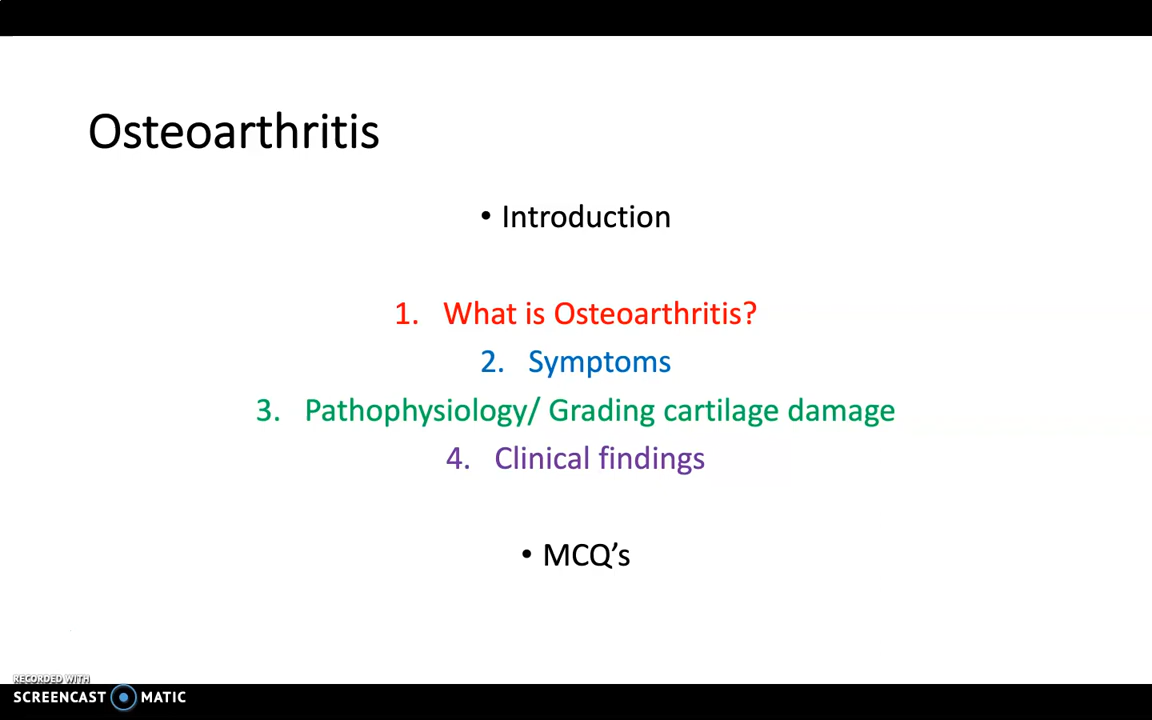 Osteoarthritis
• Introduction
1. What is Osteoarthritis?
2. Symptoms
3. Pathophysiology/ Grading cartilage damage
4. Clinical findings
• MCQ’s
RECORDED WITH
SCREENCAST MATIC